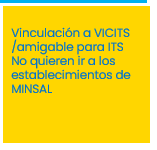 Vinculación a VICITS
/amigable para ITS
No quieren ir a los
establecimientos de
MINSAL